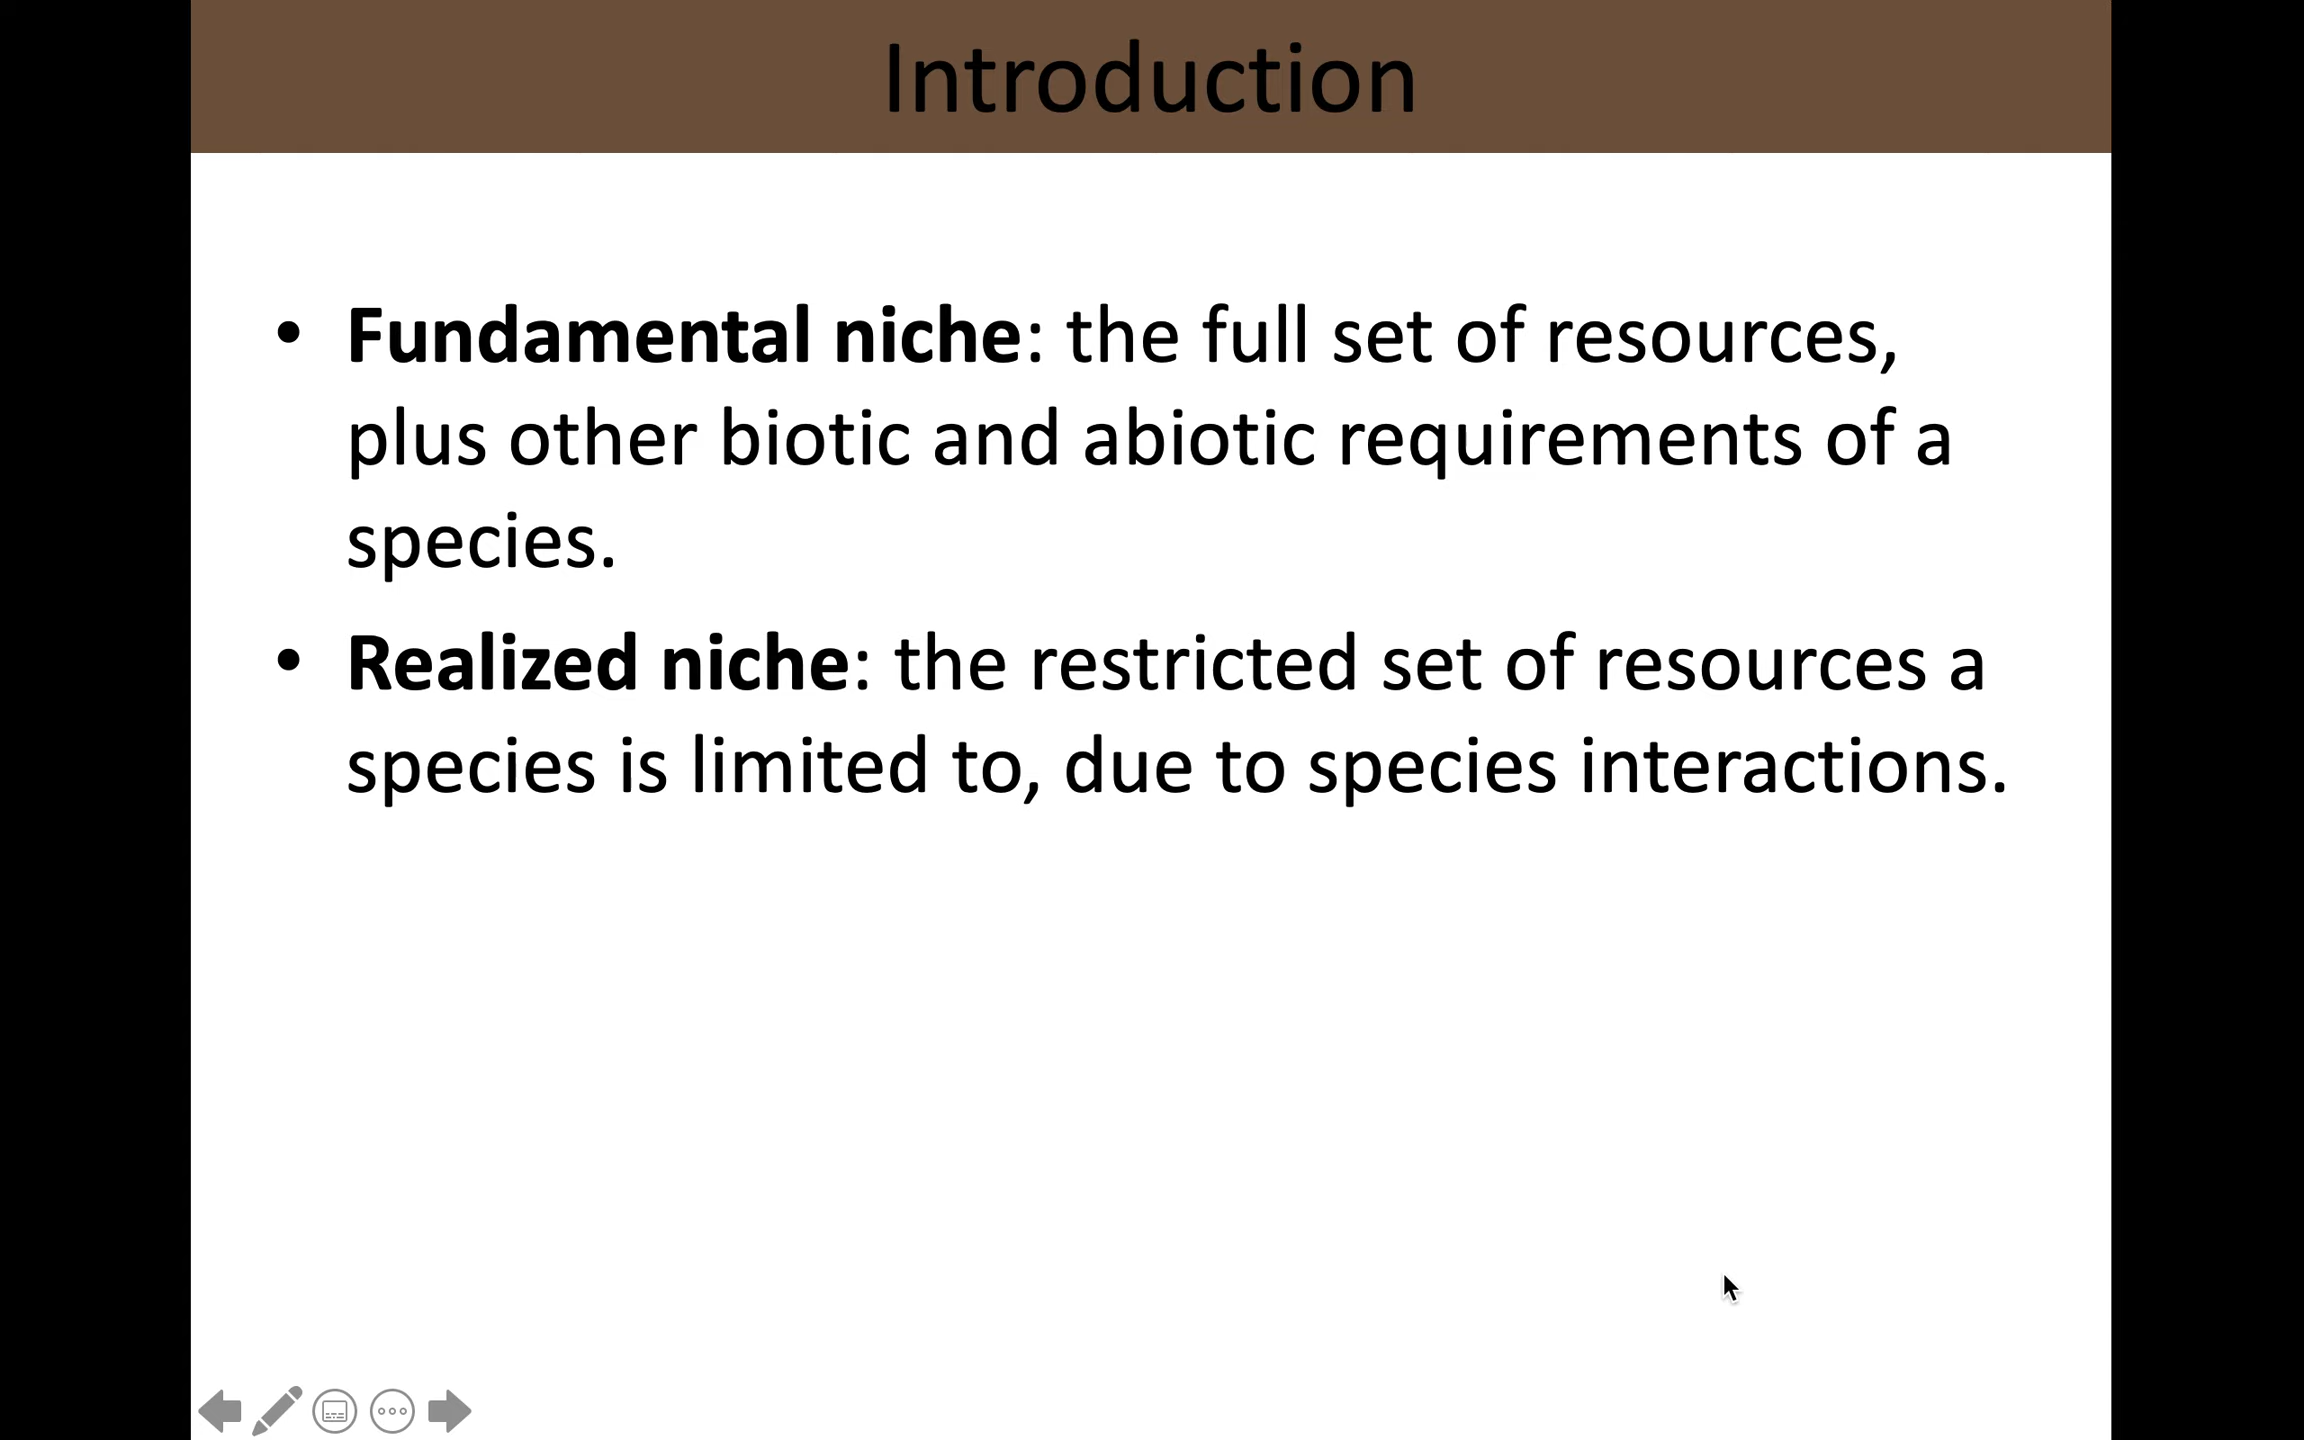 Introduction
• Fundamental niche: the full set of resources,
plus other biotic and abiotic requirements of a
species.
• Realized niche: the restricted set of resources a
species is limited to, due to species interactions.